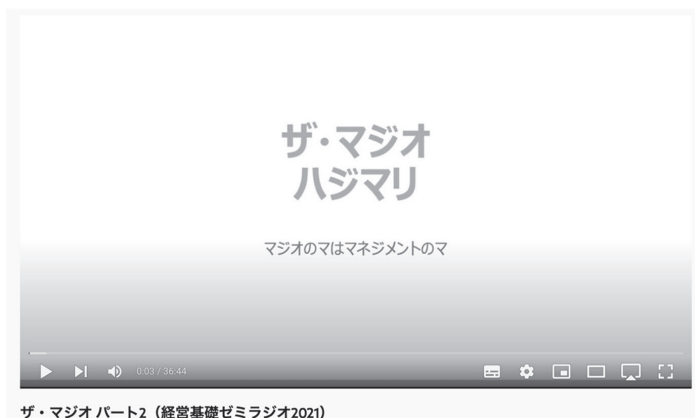 ザ・マジオ
ハジマリ
マジオのマはマネジメントのマ
0:03 / 36:44
ザ・マジオ パート2（経営基礎ゼミラジオ2021）